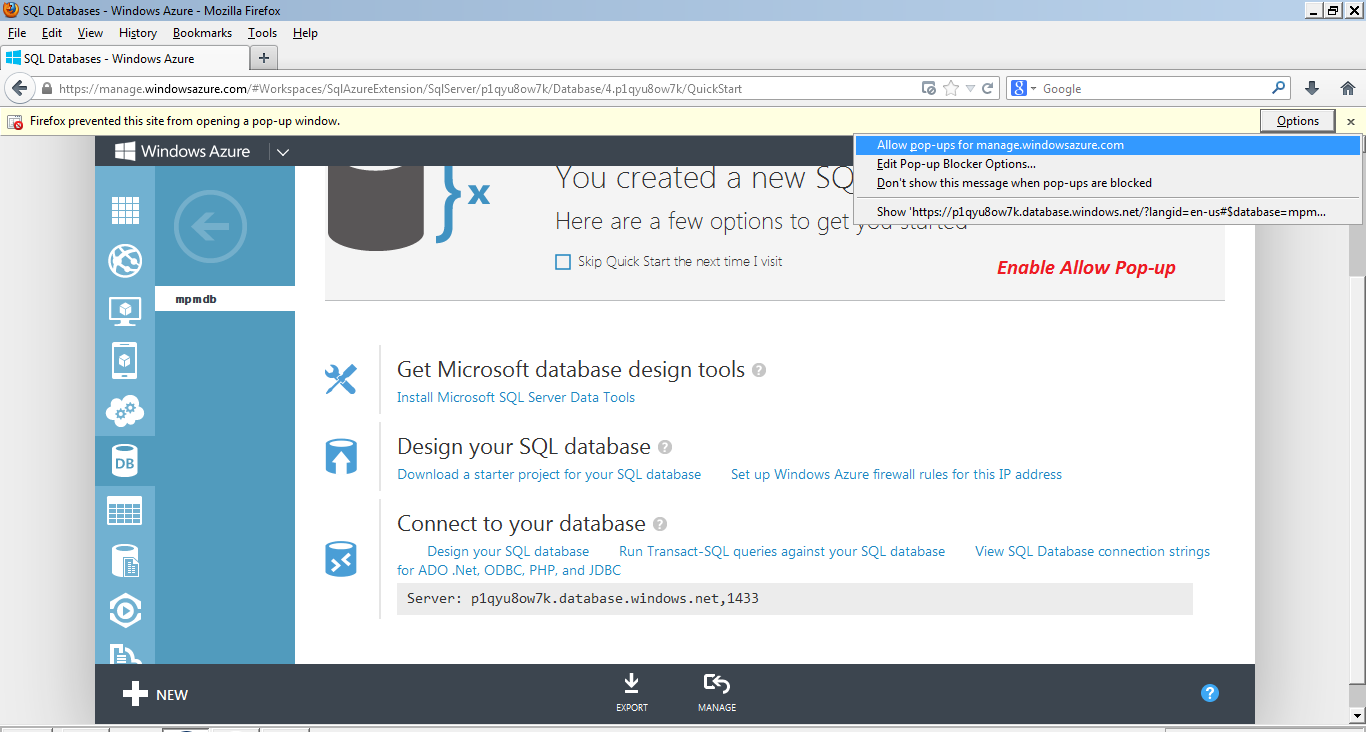 SQL Databases - Windows Azure - Mozilla Firefox
File Edit View History Bookmarks Tools Help
SQL Databases - Windows Azure
https://manage.windowsazure.com/#Workspaces/SqlAzureExtension/SqlServer/p1qyu8ow7k/Database/4.p1qyu8ow7k/QuickStart
Google
Firefox prevented this site from opening a pop-up window.
Options
Allow pop-ups for manage.windowsazure.com
Edit Pop-up Blocker Options...
Don't show this message when pop-ups are blocked
Show 'https://p1qyu8ow7k.database.windows.net/?langid=en-us#$database=mpm...
Windows Azure
x
You created a new SQ
Here are a few options to get you started
Skip Quick Start the next time I visit
Enable Allow Pop-up
mpmdb
Get Microsoft database design tools ?
Install Microsoft SQL Server Data Tools
Design your SQL database ?
Download a starter project for your SQL database Set up Windows Azure firewall rules for this IP address
DB
Connect to your database ?
Design your SQL database Run Transact-SQL queries against your SQL database View SQL Database connection strings
for ADO .Net, ODBC, PHP, and JDBC
Server: p1qyu8ow7k.database.windows.net,1433
NEW
EXPORT
MANAGE
?